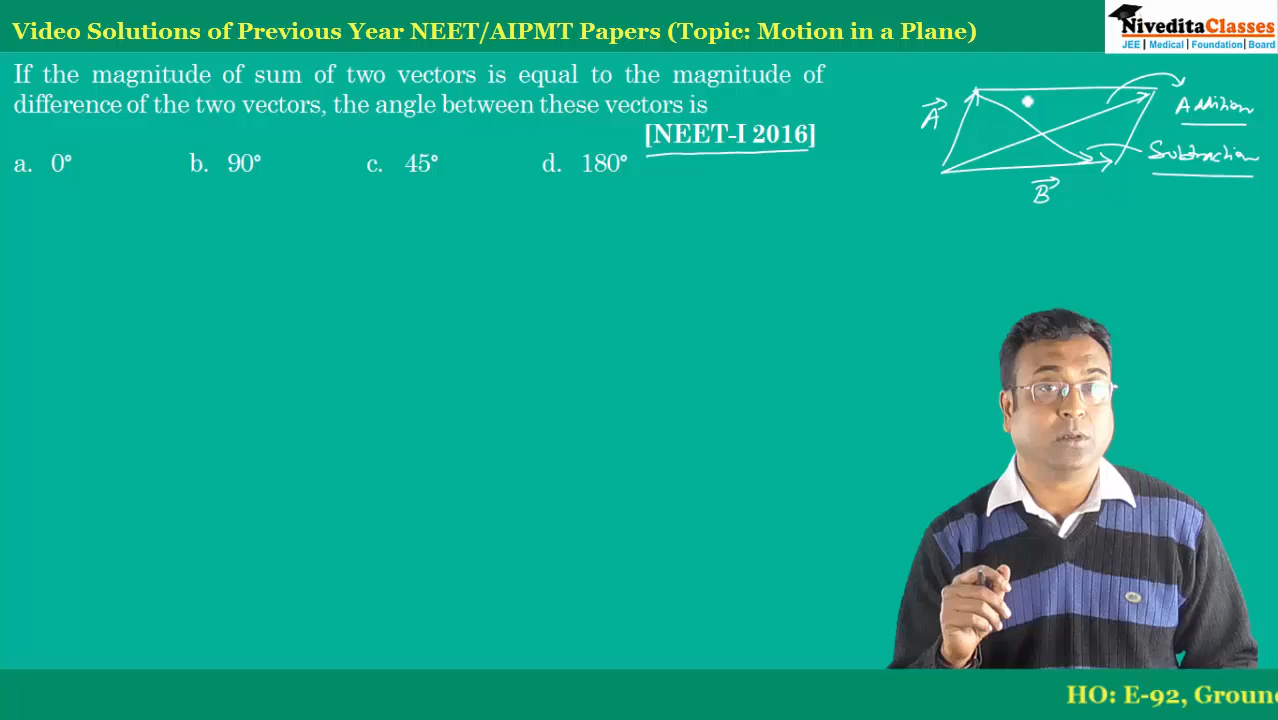 Video Solutions of Previous Year NEET/AIPMT Papers (Topic: Motion in a Plane)
NiveditaClasses
JEE | Medical | Foundation | Board
If the magnitude of sum of two vectors is equal to the magnitude of
difference of the two vectors, the angle between these vectors is
[NEET-I 2016]
a. 0° b. 90° c. 45° d. 180°
A
Addition
Subtraction
B
HO: E-92, Ground